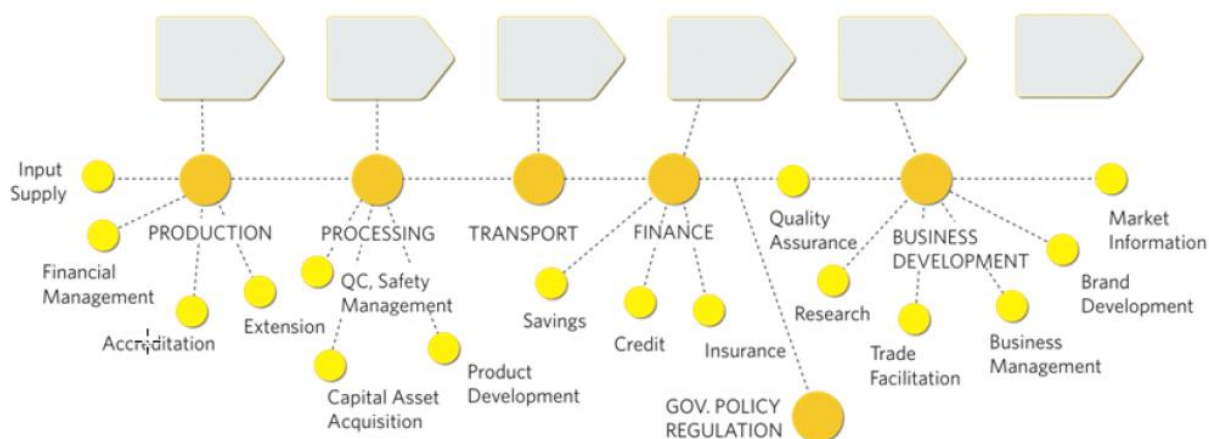 Input
Supply
PRODUCTION
Financial
Management
Accreditation
Extension
PROCESSING
QC, Safety
Management
Capital Asset
Acquisition
Product
Development
TRANSPORT
FINANCE
Savings
Credit
Insurance
GOV. POLICY
REGULATION
Quality
Assurance
BUSINESS
DEVELOPMENT
Research
Trade
Facilitation
Business
Management
Brand
Development
Market
Information